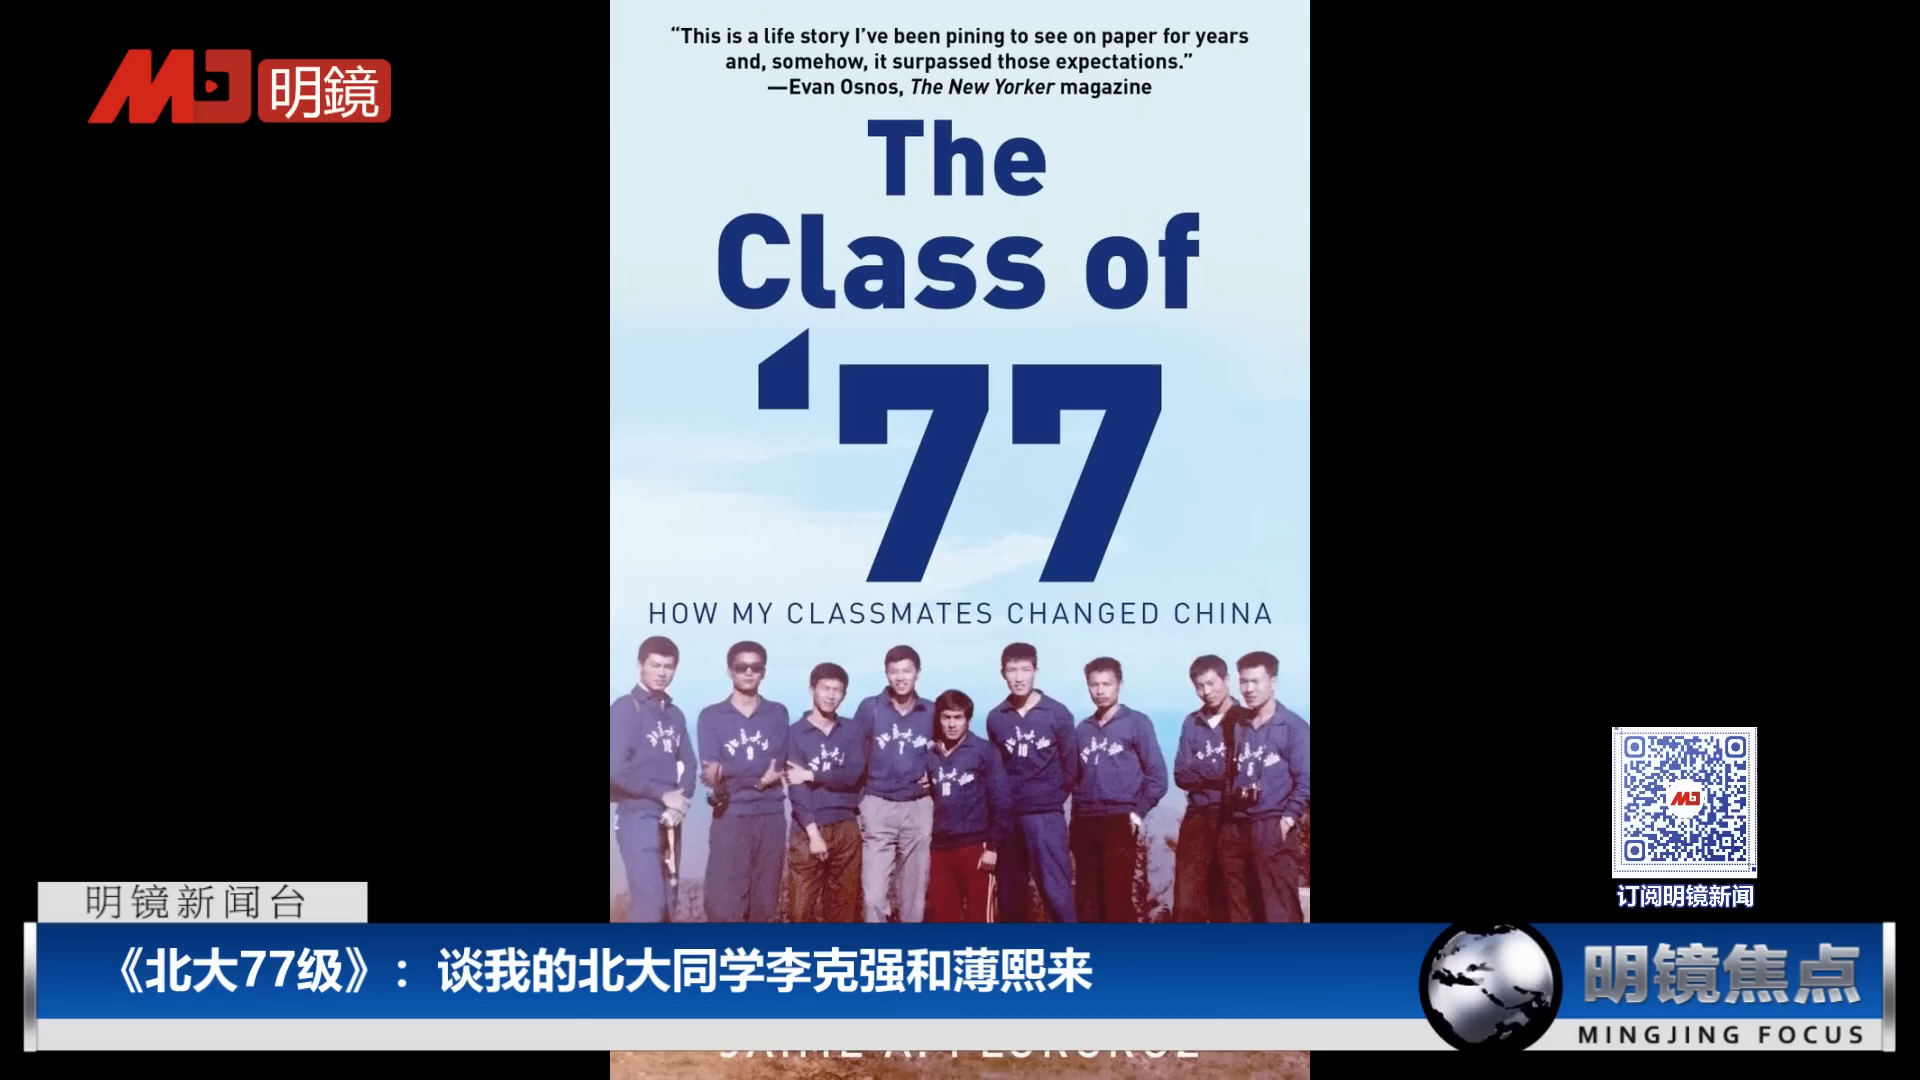 “This is a life story I’ve been pining to see on paper for years
and, somehow, it surpassed those expectations.”
—Evan Osnos, The New Yorker magazine
MJ 明鏡
The
Class of
‘77
HOW MY CLASSMATES CHANGED CHINA
订阅明镜新闻
明镜新闻台
《北大77级》：谈我的北大同学李克强和薄熙来
明镜焦点
MINGJING FOCUS